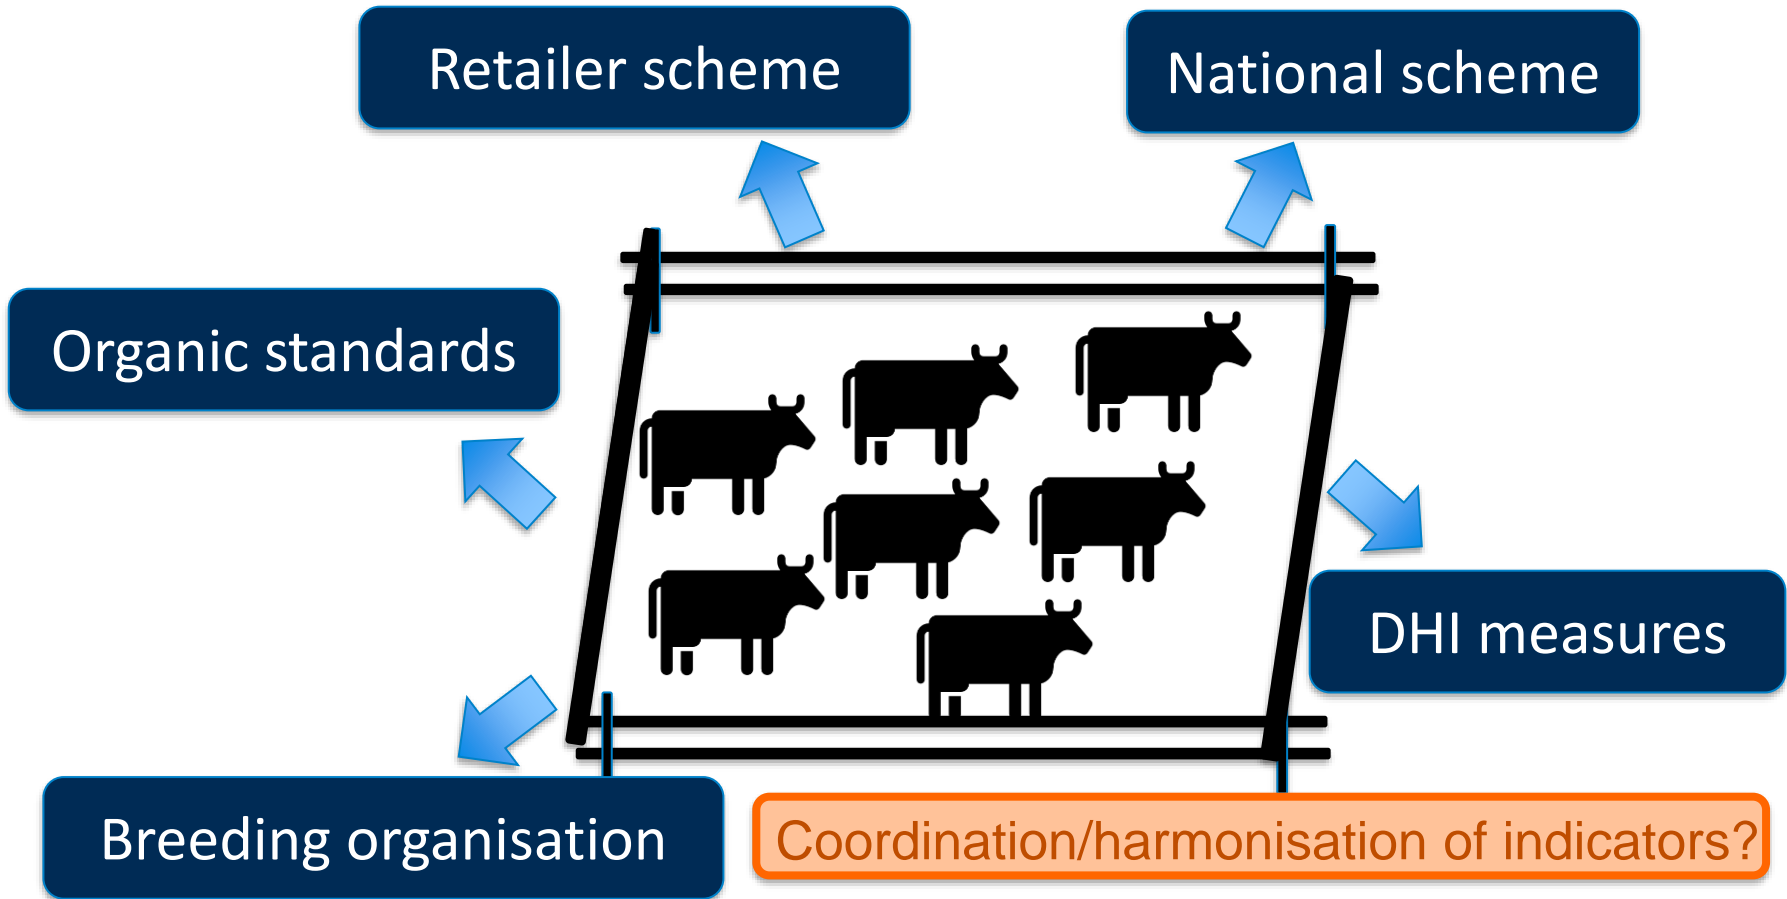 Retailer scheme
National scheme
Organic standards
DHI measures
Breeding organisation
Coordination/harmonisation of indicators?